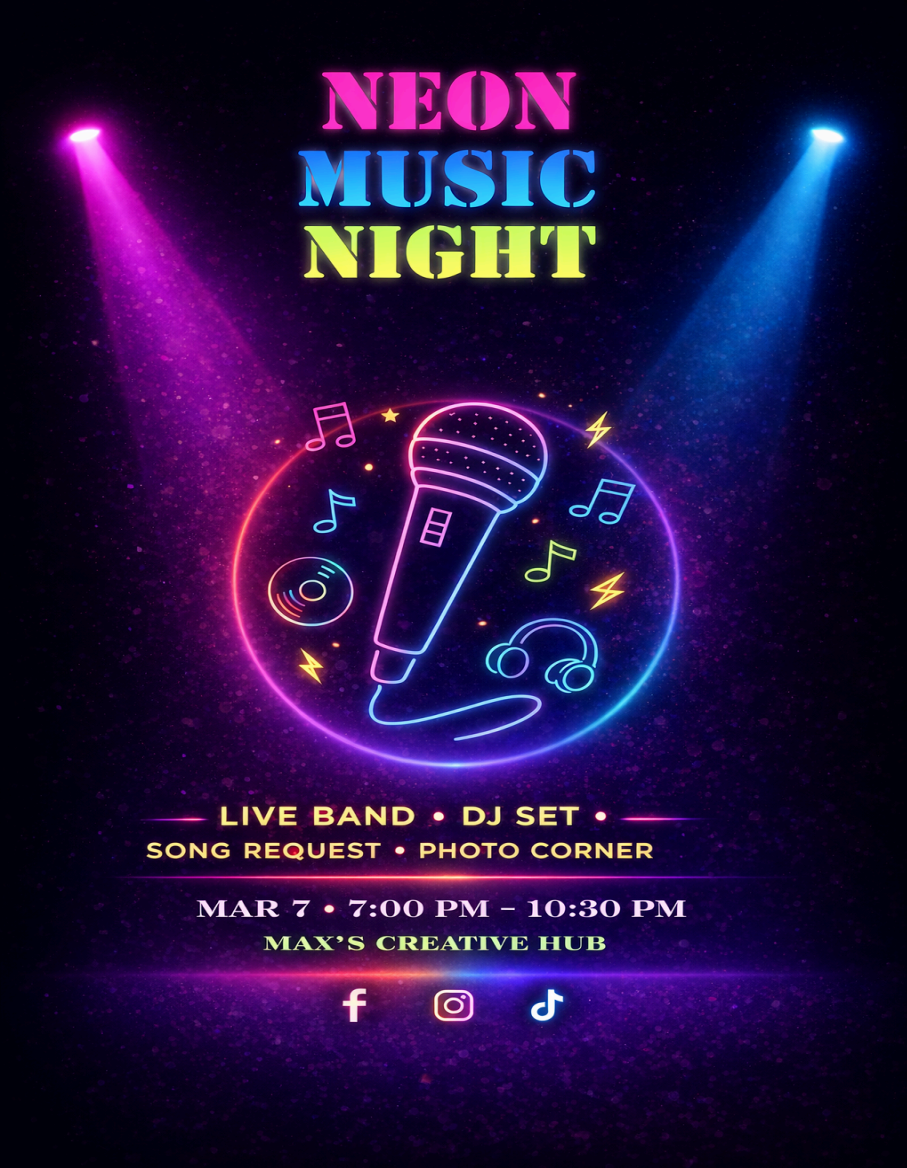 NEON
MUSIC
NIGHT
LIVE BAND • DJ SET •
SONG REQUEST • PHOTO CORNER
MAR 7 • 7:00 PM – 10:30 PM
MAX'S CREATIVE HUB